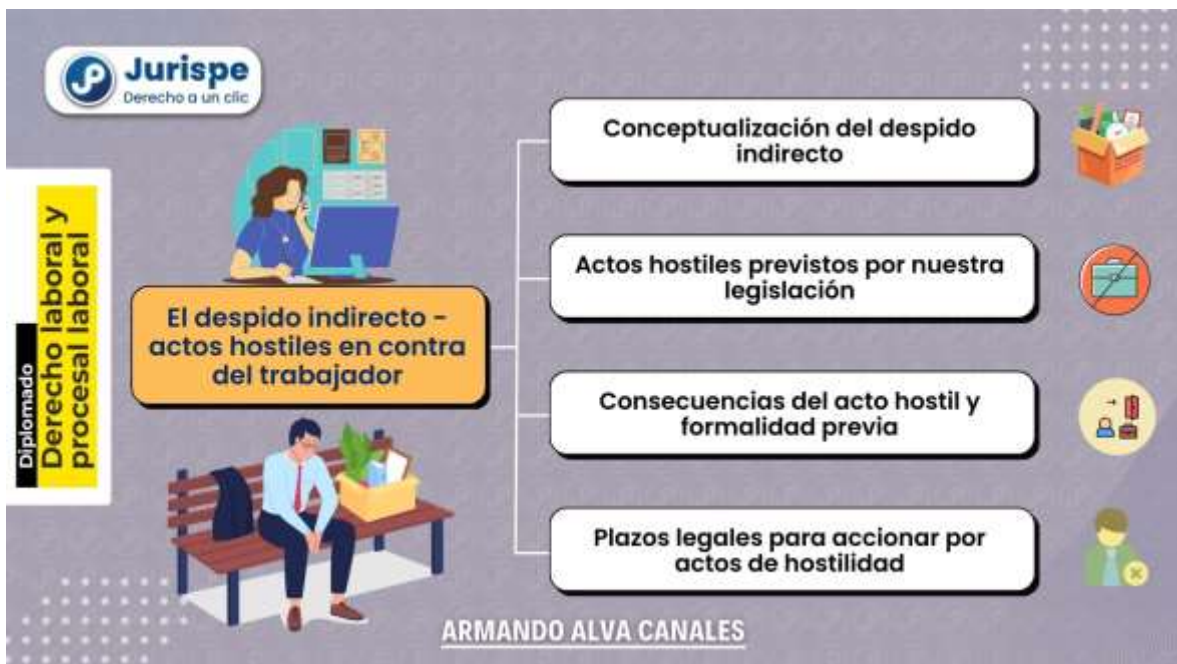 Jurispe
Derecho a un clic
Diplomado
Derecho laboral y
procesal laboral
El despido indirecto -
actos hostiles en contra
del trabajador
Conceptualización del despido
indirecto
Actos hostiles previstos por nuestra
legislación
Consecuencias del acto hostil y
formalidad previa
Plazos legales para accionar por
actos de hostilidad
ARMANDO ALVA CANALES